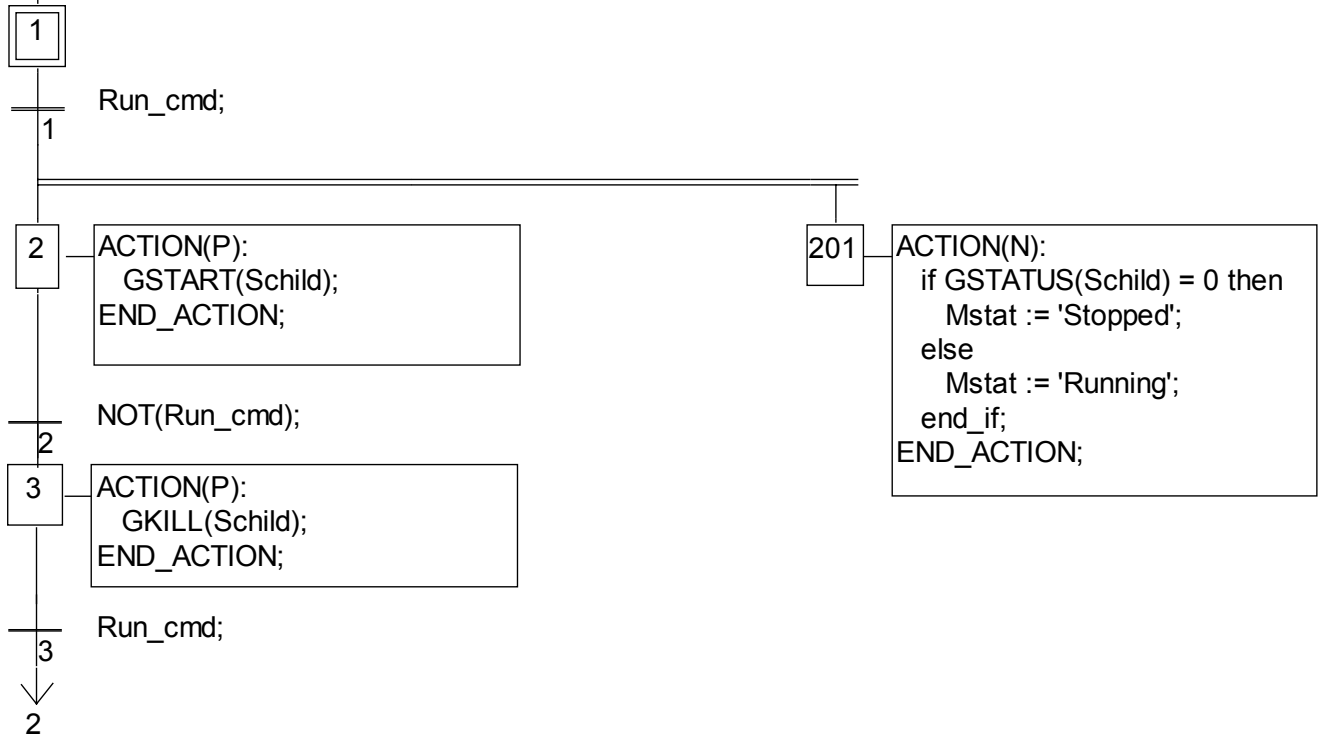 1
Run_cmd;
1
2
ACTION(P):
GSTART(Schild);
END_ACTION;
201
ACTION(N):
if GSTATUS(Schild) = 0 then
Mstat := 'Stopped';
else
Mstat := 'Running';
end_if;
END_ACTION;
NOT(Run_cmd);
2
3
ACTION(P):
GKILL(Schild);
END_ACTION;
Run_cmd;
3
2